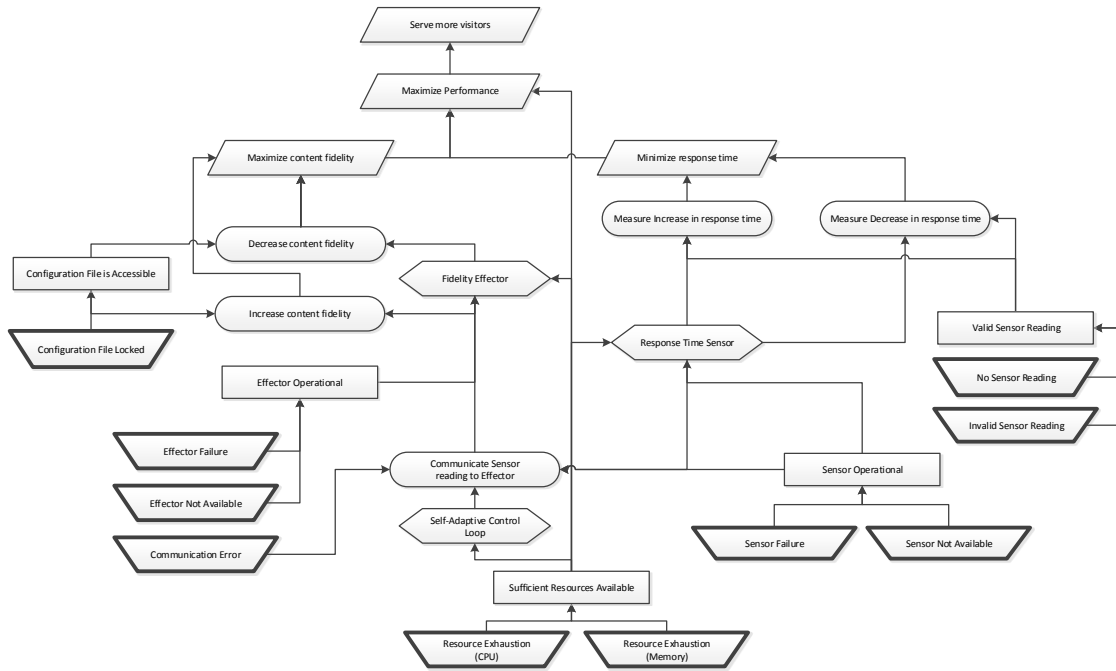 Serve more visitors
Maximize Performance
Maximize content fidelity
Minimize response time
Measure Increase in response time
Measure Decrease in response time
Decrease content fidelity
Configuration File is Accessible
Fidelity Effector
Increase content fidelity
Configuration File Locked
Response Time Sensor
Valid Sensor Reading
No Sensor Reading
Effector Operational
Invalid Sensor Reading
Effector Failure
Communicate Sensor
reading to Effector
Sensor Operational
Effector Not Available
Self-Adaptive Control
Loop
Communication Error
Sensor Failure
Sensor Not Available
Sufficient Resources Available
Resource Exhaustion
(CPU)
Resource Exhaustion
(Memory)